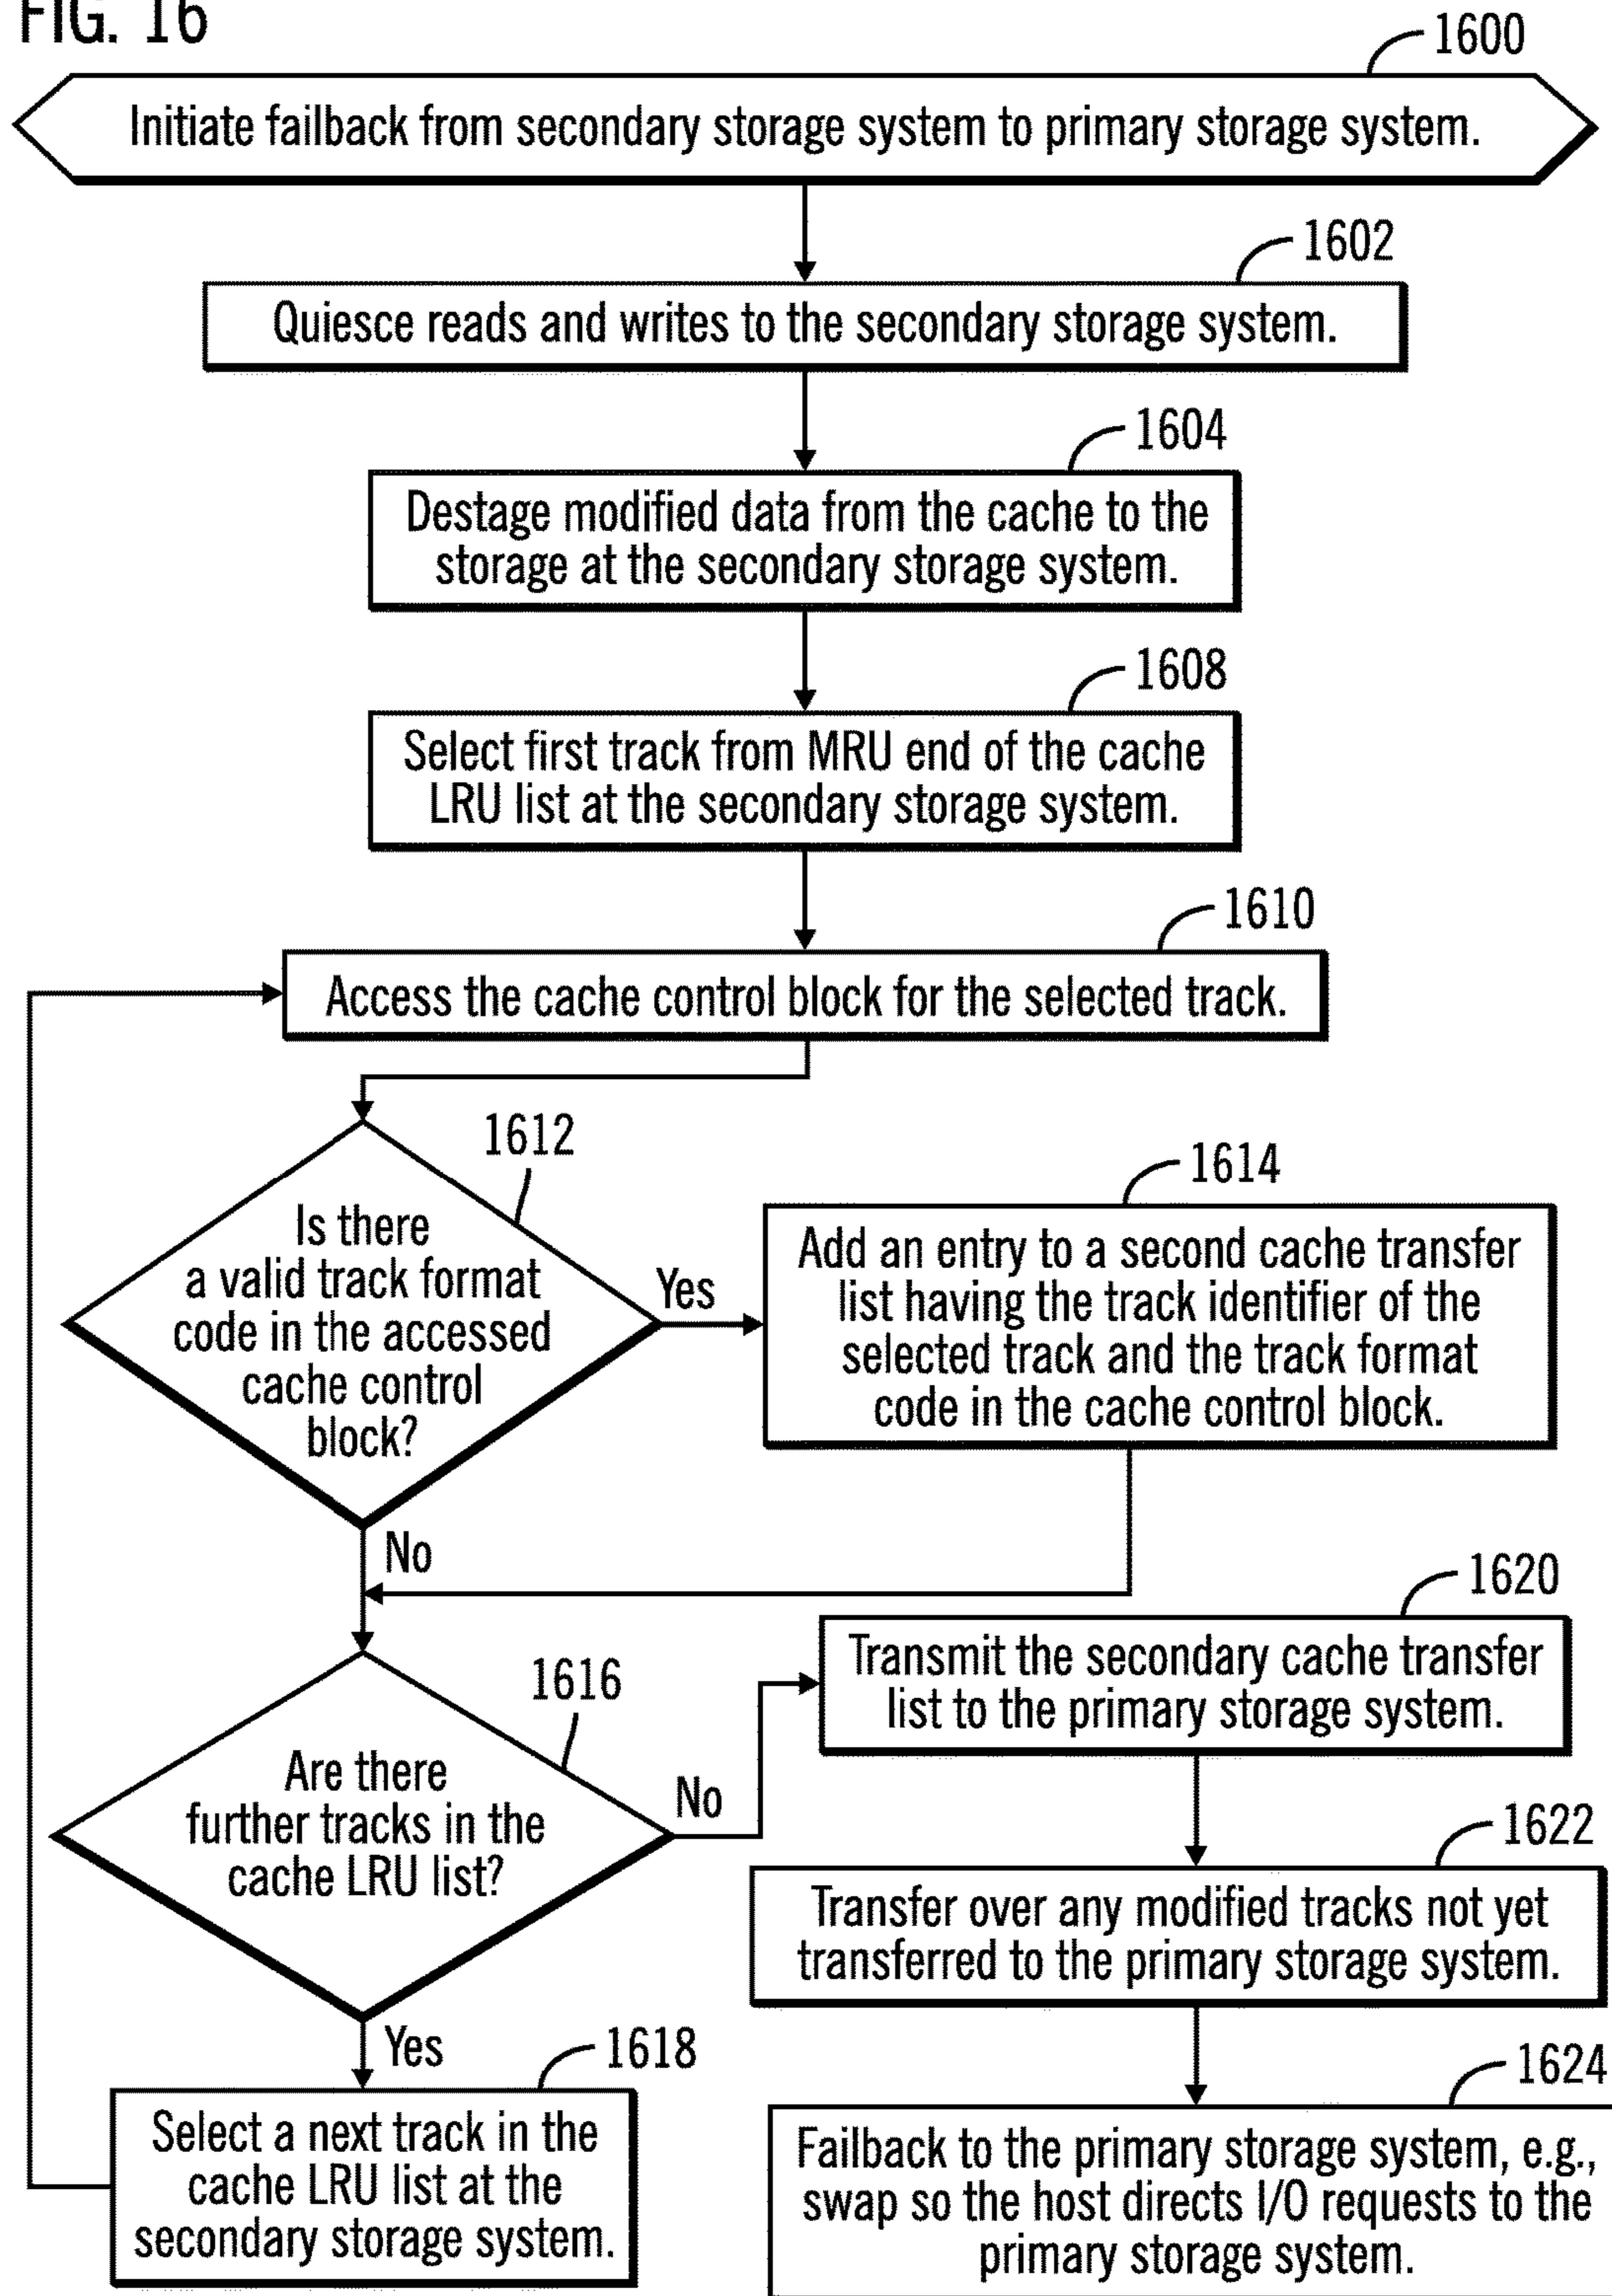 FIG. 16
1600
Initiate failback from secondary storage system to primary storage system.
1602
Quiesce reads and writes to the secondary storage system.
1604
Destage modified data from the cache to the
storage at the secondary storage system.
1608
Select first track from MRU end of the cache
LRU list at the secondary storage system.
1610
Access the cache control block for the selected track.
1612
Is there
a valid track format
code in the accessed
cache control
block?
Yes
No
1614
Add an entry to a second cache transfer
list having the track identifier of the
selected track and the track format
code in the cache control block.
1616
Are there
further tracks in the
cache LRU list?
No
Yes
1618
Select a next track in the
cache LRU list at the
secondary storage system.
1620
Transmit the secondary cache transfer
list to the primary storage system.
1622
Transfer over any modified tracks not yet
transferred to the primary storage system.
1624
Failback to the primary storage system, e.g.,
swap so the host directs I/O requests to the
primary storage system.